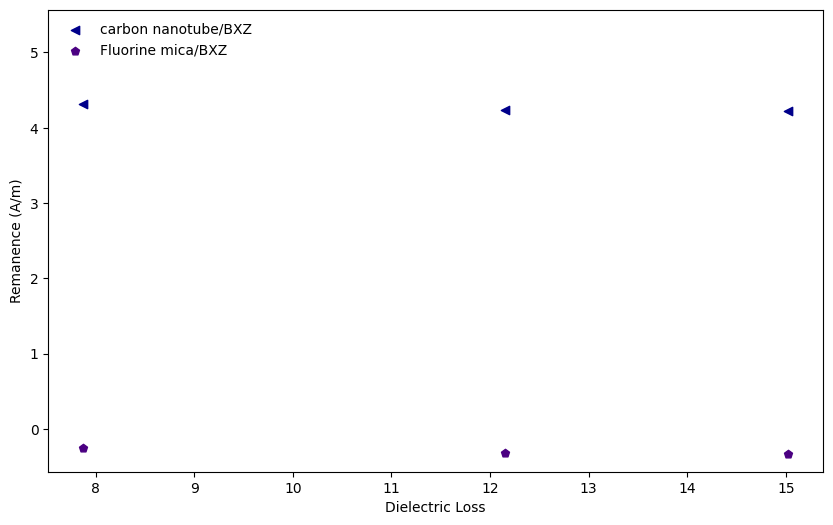 carbon nanotube/BXZ
Fluorine mica/BXZ
5
4
3
2
1
0
Remanence (A/m)
8 9 10 11 12 13 14 15
Dielectric Loss